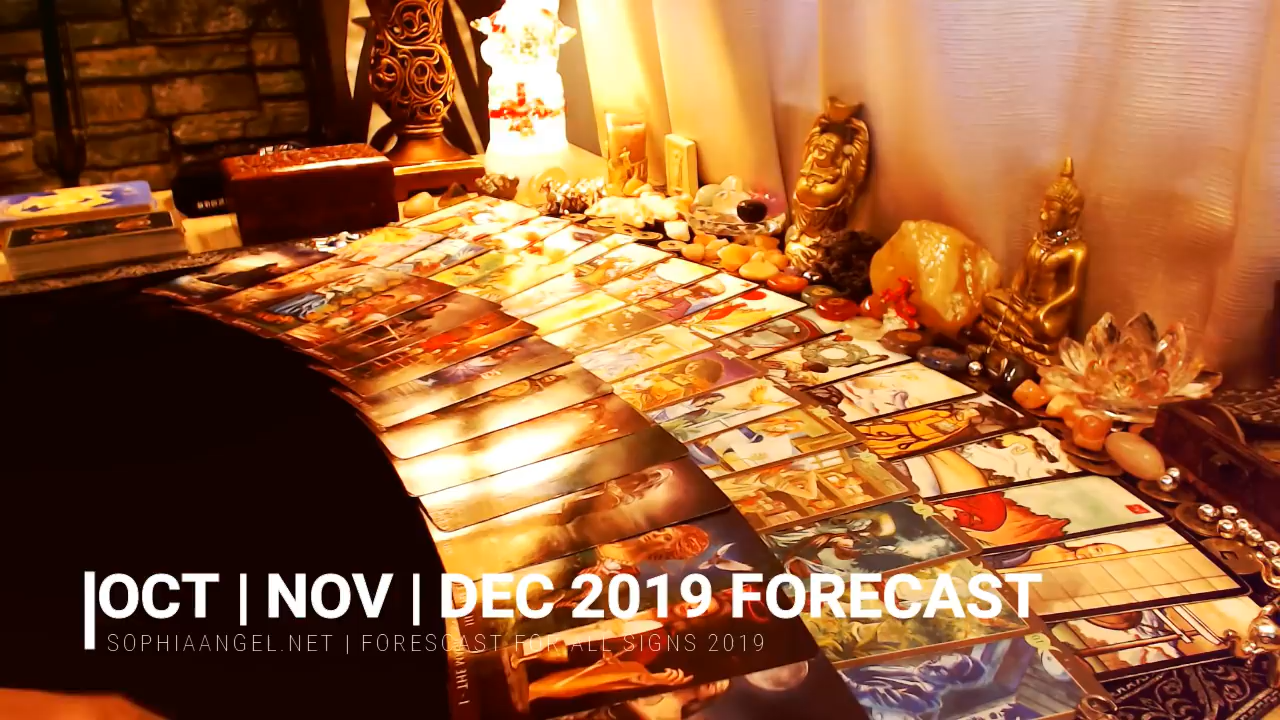 OCT | NOV | DEC 2019 FORECAST
SOPHIAANGEL.NET | FORESCAST FOR ALL SIGNS 2019